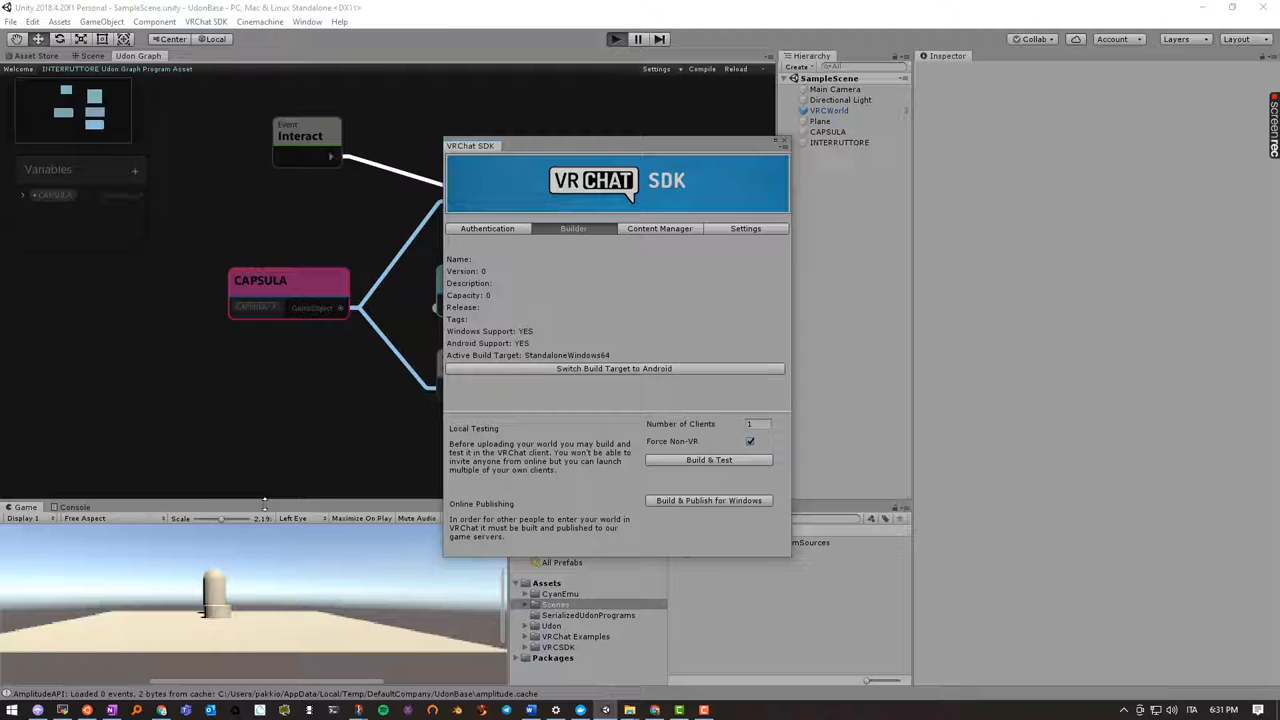 Unity 2018.4.20f1 Personal - SampleScene.unity - UdonBase - PC, Mac & Linux Standalone <DX11>
File Edit Assets GameObject Component VRChat SDK Cinemachine Window Help
Center Local Collab Account Layers Layout
Asset Store Scene Udon Graph Hierarchy Inspector
Welcome INTERRUTTORE Udon Graph Program Asset Settings Compile Reload Create All
SampleScene
Main Camera
Directional Light
VRCWorld
Plane
CAPSULA
INTERRUTTORE
Event
Interact
Variables +
CAPSULA
CAPSULA
CAPSULA GameObject
VRChat SDK
VRCHAT SDK
Authentication Builder Content Manager Settings
Name:
Version: 0
Description:
Capacity: 0
Release:
Tags:
Windows Support: YES
Android Support: YES
Active Build Target: StandaloneWindows64
Switch Build Target to Android
Local Testing
Before uploading your world you may build and
test it in the VRChat client. You won't be able to
invite anyone from online but you can launch
multiple of your own clients.
Number of Clients 1
Force Non-VR
Build & Test
Online Publishing
In order for other people to enter your world in
VRChat it must be built and published to our
game servers.
Build & Publish for Windows
Game Console
Display 1 Free Aspect Scale 2.19 Left Eye Maximize On Play Mute Audio
All Prefabs
Assets
CyanEmu
Scenes
SerializedUdonPrograms
Udon
VRChat Examples
VRCSDK
Packages
AmplitudeAPI: Loaded 0 events, 2 bytes from cache: C:/Users/pakkio/AppData/Local/Temp/DefaultCompany/UdonBase\amplitude.cache
ITA 6:31 PM
Screenrec